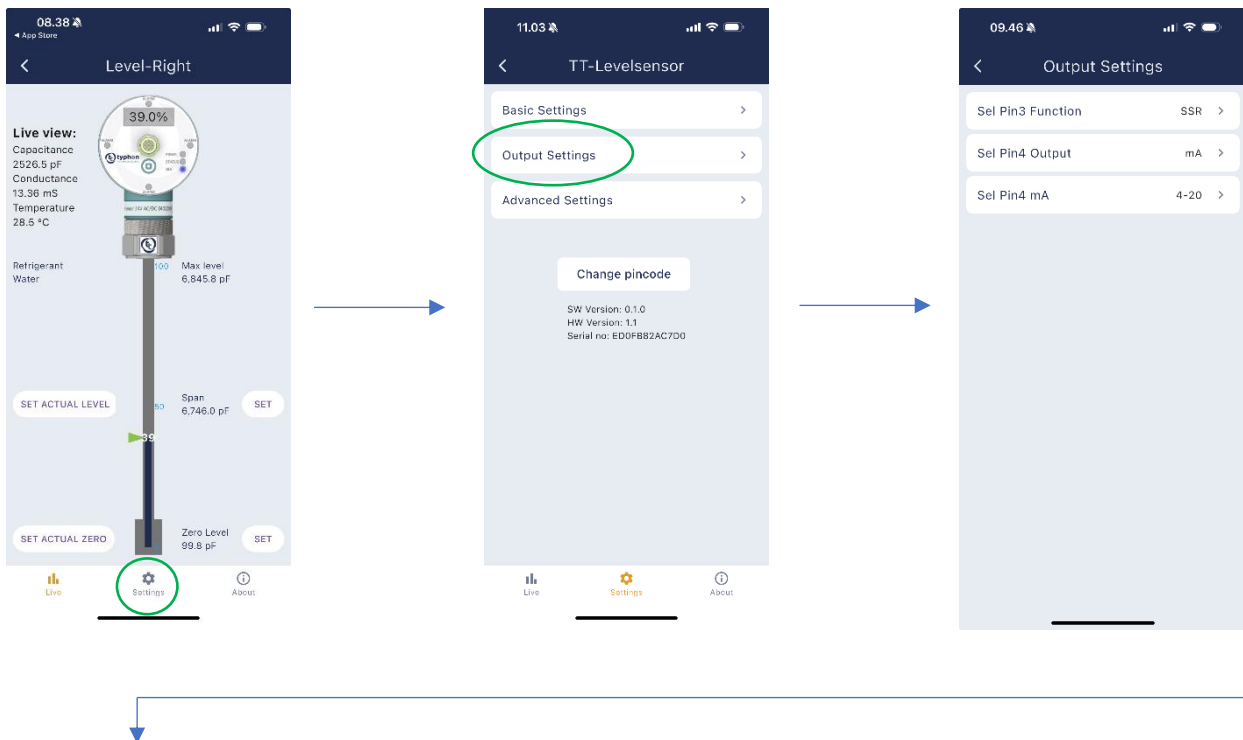 08.38
◂ App Store
Level-Right
39.0%
Live view:
Capacitance
2526.5 pF
Conductance
13.36 mS
Temperature
28.5 °C
typhon
Refrigerant
Water
100
Max level
6,845.8 pF
SET ACTUAL LEVEL
50
Span
6,746.0 pF
SET
39
SET ACTUAL ZERO
Zero Level
99.8 pF
SET
Live
Settings
About
11.03
TT-Levelsensor
Basic Settings
Output Settings
Advanced Settings
Change pincode
SW Version: 0.1.0
HW Version: 1.1
Serial no: ED0FB82AC7D0
Live
Settings
About
09.46
Output Settings
Sel Pin3 Function SSR
Sel Pin4 Output mA
Sel Pin4 mA 4-20